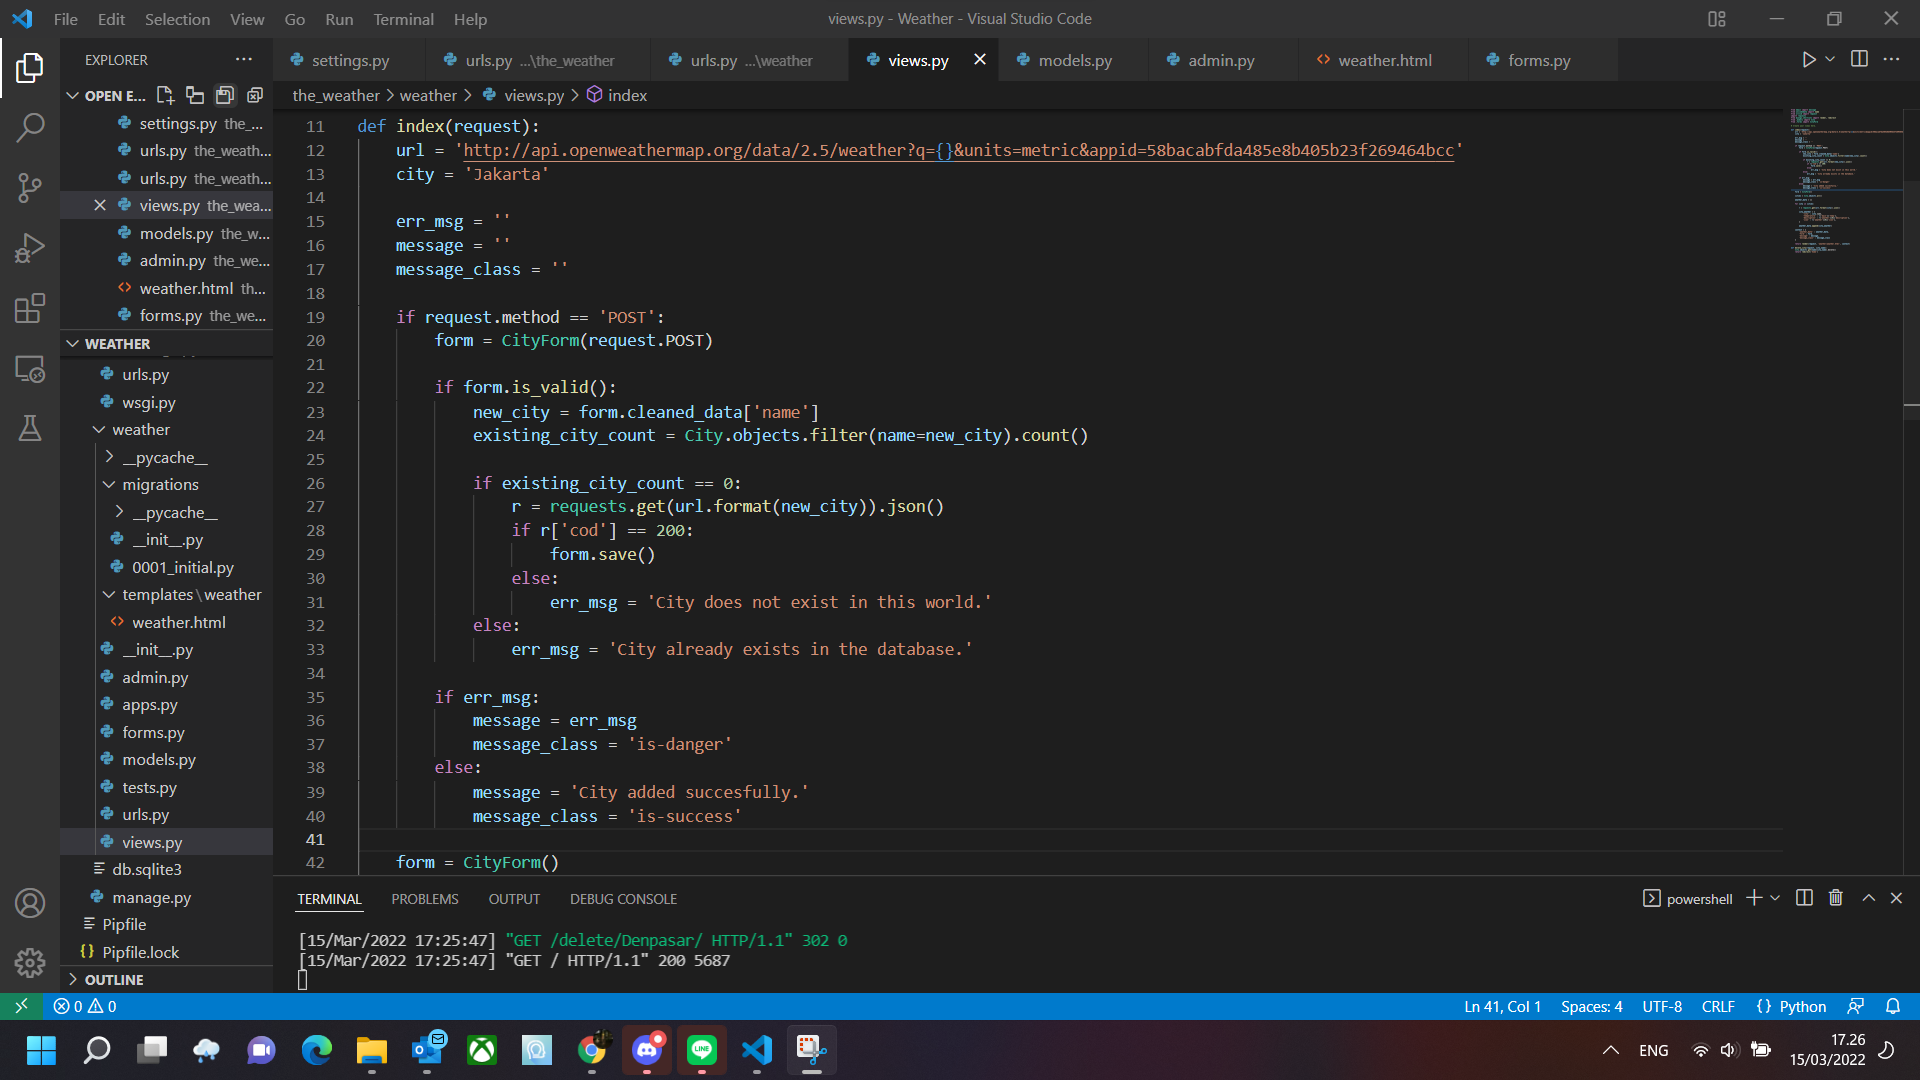 File Edit Selection View Go Run Terminal Help
views.py - Weather - Visual Studio Code
EXPLORER
settings.py
urls.py ...\the_weather
urls.py ...\weather
views.py
models.py
admin.py
weather.html
forms.py
OPEN E...
settings.py the_...
urls.py the_weath...
urls.py the_weath...
views.py the_wea...
models.py the_w...
admin.py the_we...
weather.html th...
forms.py the_we...
WEATHER
urls.py
wsgi.py
weather
__pycache__
migrations
__pycache__
__init__.py
0001_initial.py
templates\weather
weather.html
__init__.py
admin.py
apps.py
forms.py
models.py
tests.py
urls.py
views.py
db.sqlite3
manage.py
Pipfile
Pipfile.lock
OUTLINE
the_weather > weather > views.py > index
11 def index(request):
12 url = 'http://api.openweathermap.org/data/2.5/weather?q={}&units=metric&appid=58bacabfda485e8b405b23f269464bcc'
13 city = 'Jakarta'
14
15 err_msg = ''
16 message = ''
17 message_class = ''
18
19 if request.method == 'POST':
20 form = CityForm(request.POST)
21
22 if form.is_valid():
23 new_city = form.cleaned_data['name']
24 existing_city_count = City.objects.filter(name=new_city).count()
25
26 if existing_city_count == 0:
27 r = requests.get(url.format(new_city)).json()
28 if r['cod'] == 200:
29 form.save()
30 else:
31 err_msg = 'City does not exist in this world.'
32 else:
33 err_msg = 'City already exists in the database.'
34
35 if err_msg:
36 message = err_msg
37 message_class = 'is-danger'
38 else:
39 message = 'City added succesfully.'
40 message_class = 'is-success'
41
42 form = CityForm()
TERMINAL PROBLEMS OUTPUT DEBUG CONSOLE
powershell
[15/Mar/2022 17:25:47] "GET /delete/Denpasar/ HTTP/1.1" 302 0
[15/Mar/2022 17:25:47] "GET / HTTP/1.1" 200 5687
0 0
Ln 41, Col 1 Spaces: 4 UTF-8 CRLF {} Python
LINE
ENG
17.26
15/03/2022